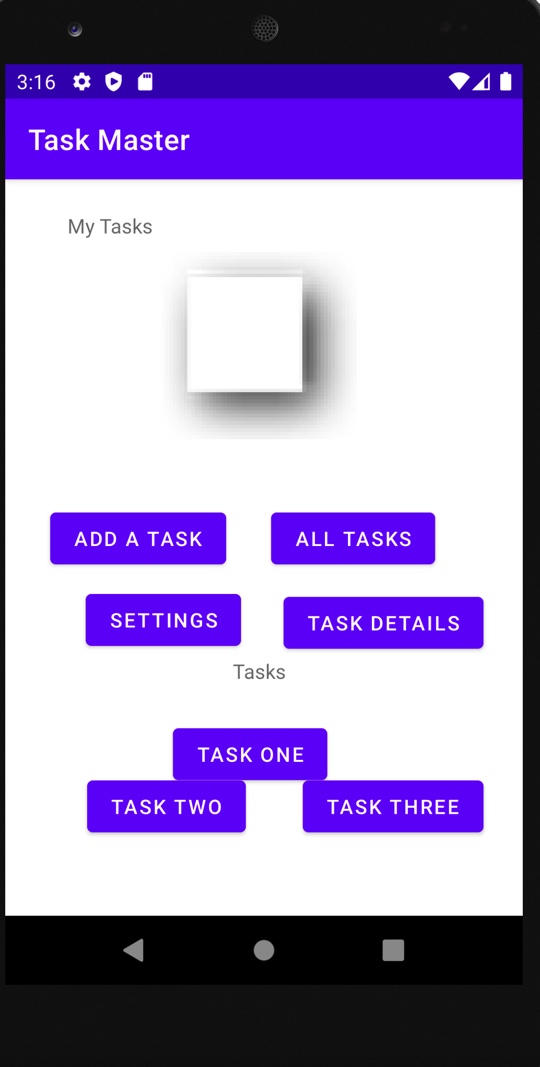 3:16
Task Master
My Tasks
ADD A TASK
ALL TASKS
SETTINGS
TASK DETAILS
Tasks
TASK ONE
TASK TWO
TASK THREE